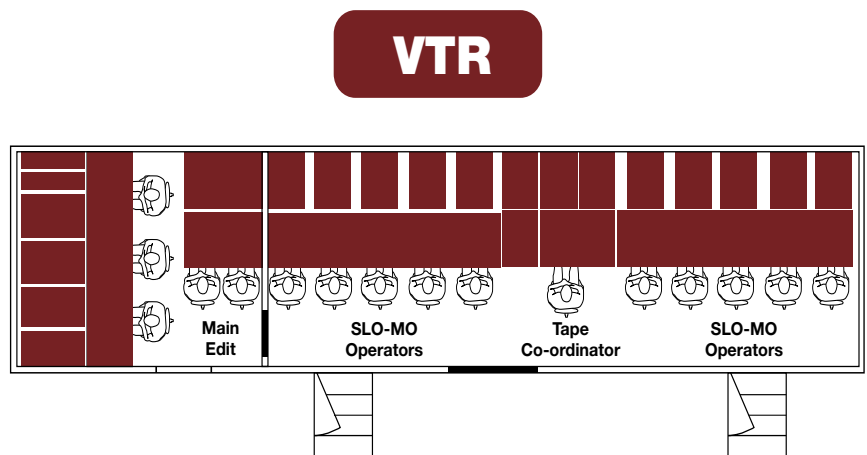 VTR
Main
Edit
SLO-MO
Operators
Tape
Co-ordinator
SLO-MO
Operators